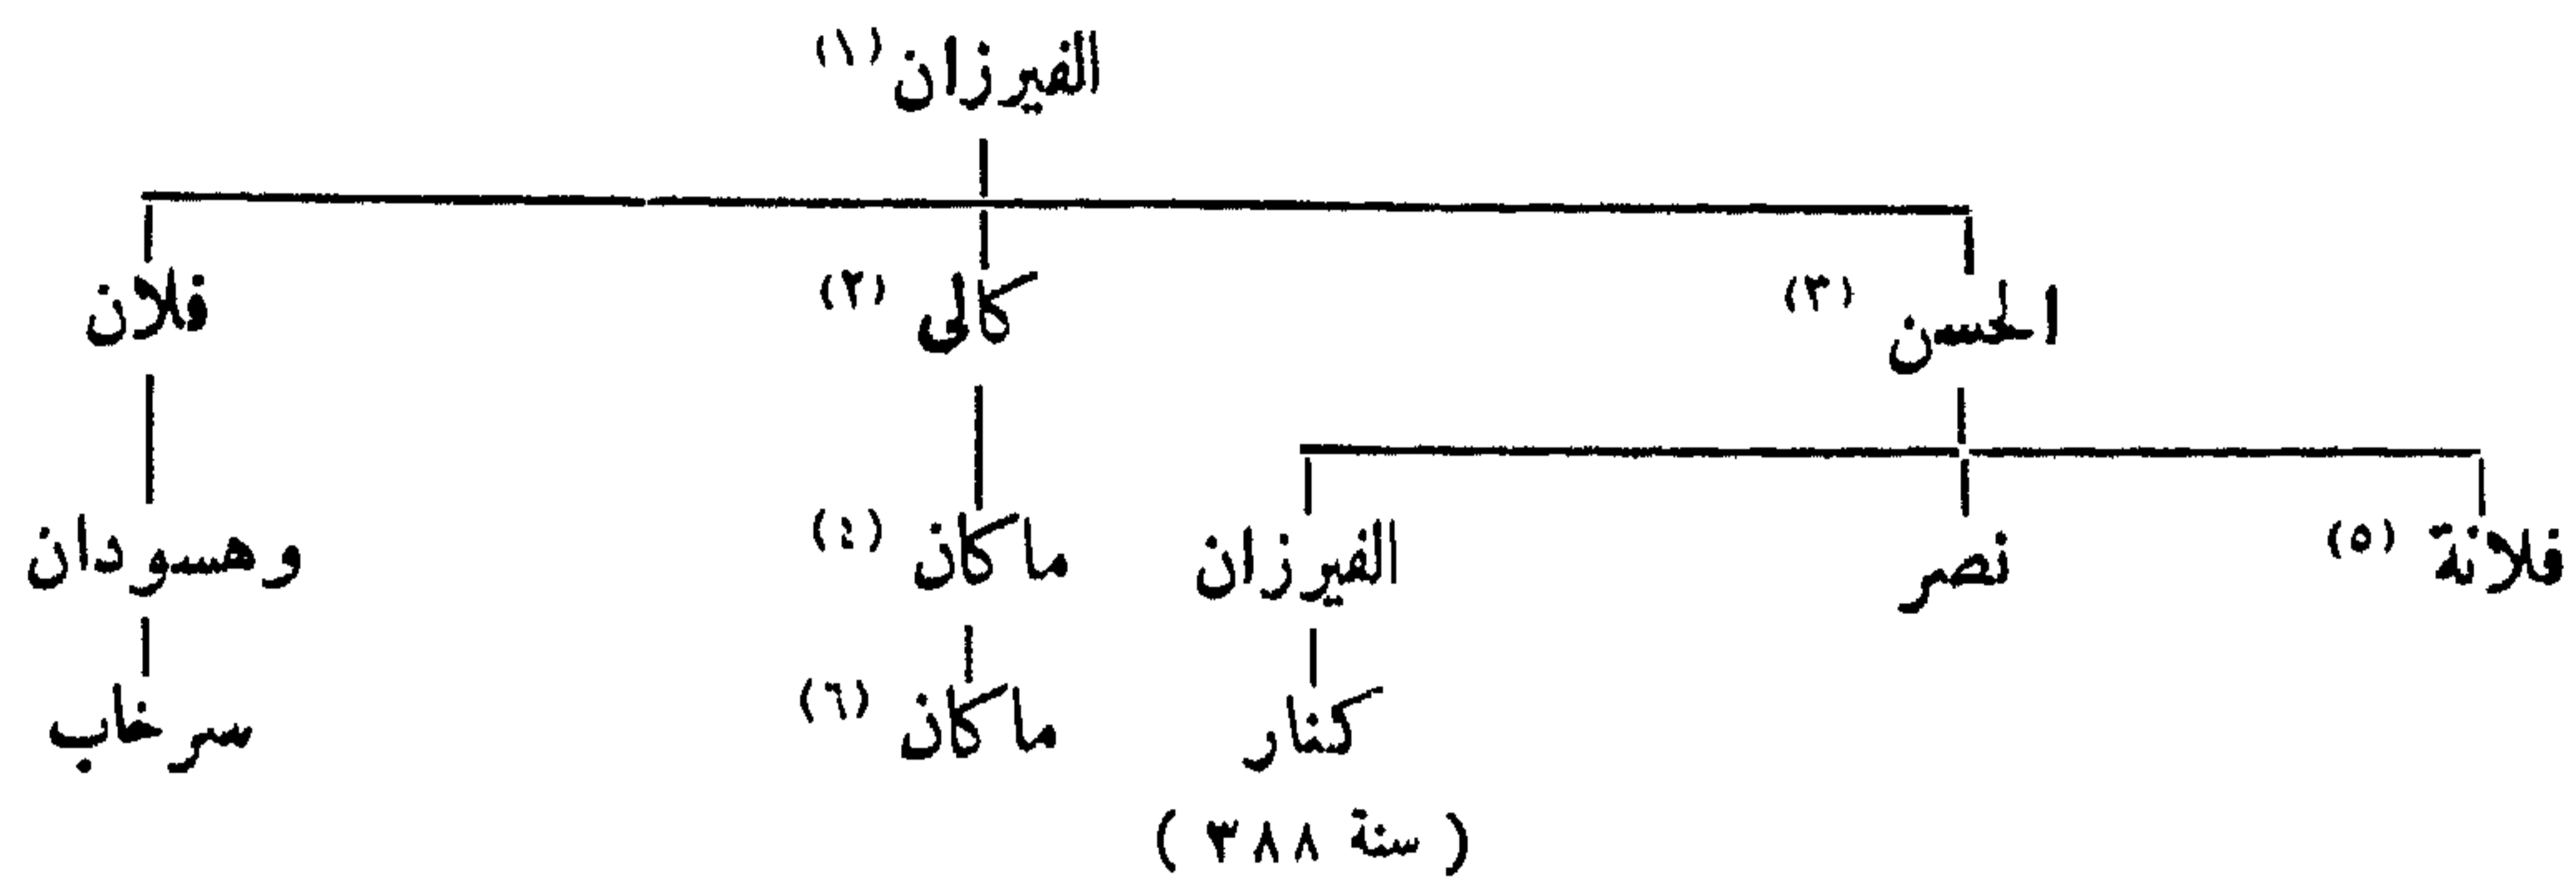 الفيرزان (١)
الحسن (٣) كالى (٢) فلان
فلانة (٥) نصر الفيرزان ماكان (٤) وهسودان
كنار ماكان (٦) سرخاب
( سنة ٣٨٨ )